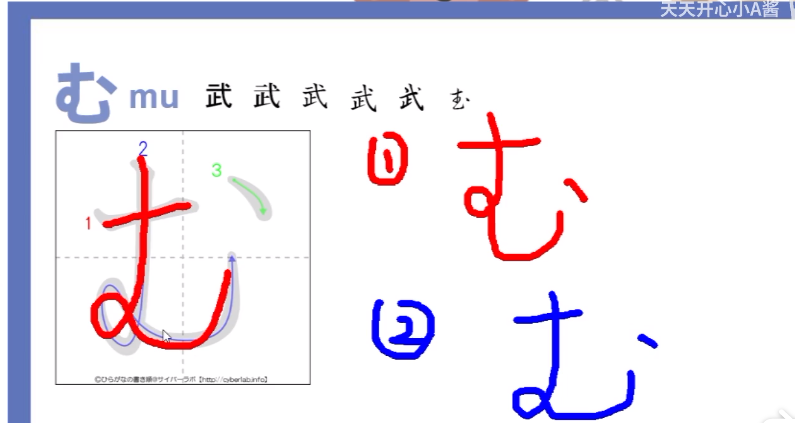 天天开心小A酱
む mu 武 武 武 武 武 む
2
3
1
① む
② む
©ひらがなの書き順@サイバーラボ【http://cyberlab.info】